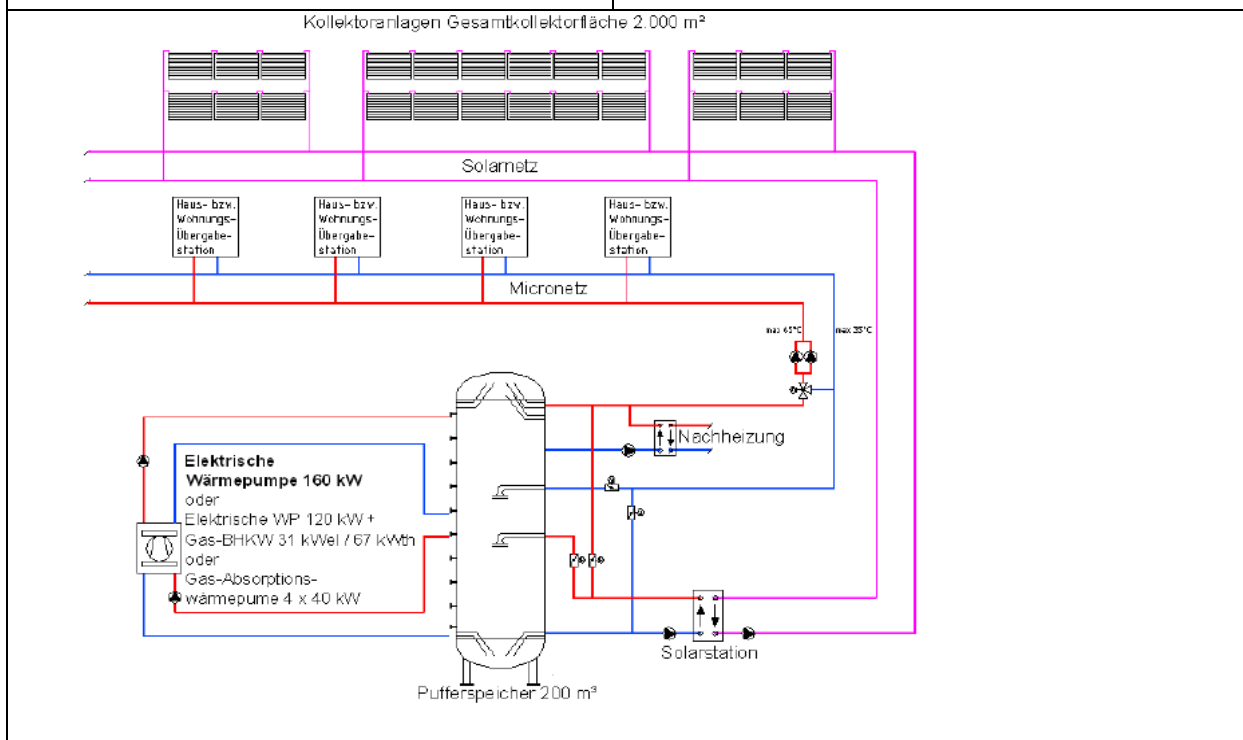 Kollektoranlagen Gesamtkollektorfläche 2.000 m²
Solarnetz
Haus- bzw.
Wohnungs-
Übergabe-
station
Haus- bzw.
Wohnungs-
Übergabe-
station
Haus- bzw.
Wohnungs-
Übergabe-
station
Haus- bzw.
Wohnungs-
Übergabe-
station
Micronetz
max 65°C
max 35°C
Nachheizung
Elektrische
Wärmepumpe 160 kW
oder
Elektrische WP 120 kW +
Gas-BHKW 31 kWel / 67 kWth
oder
Gas-Absorptions-
wärmepume 4 x 40 kW
Solarstation
Pufferspeicher 200 m³